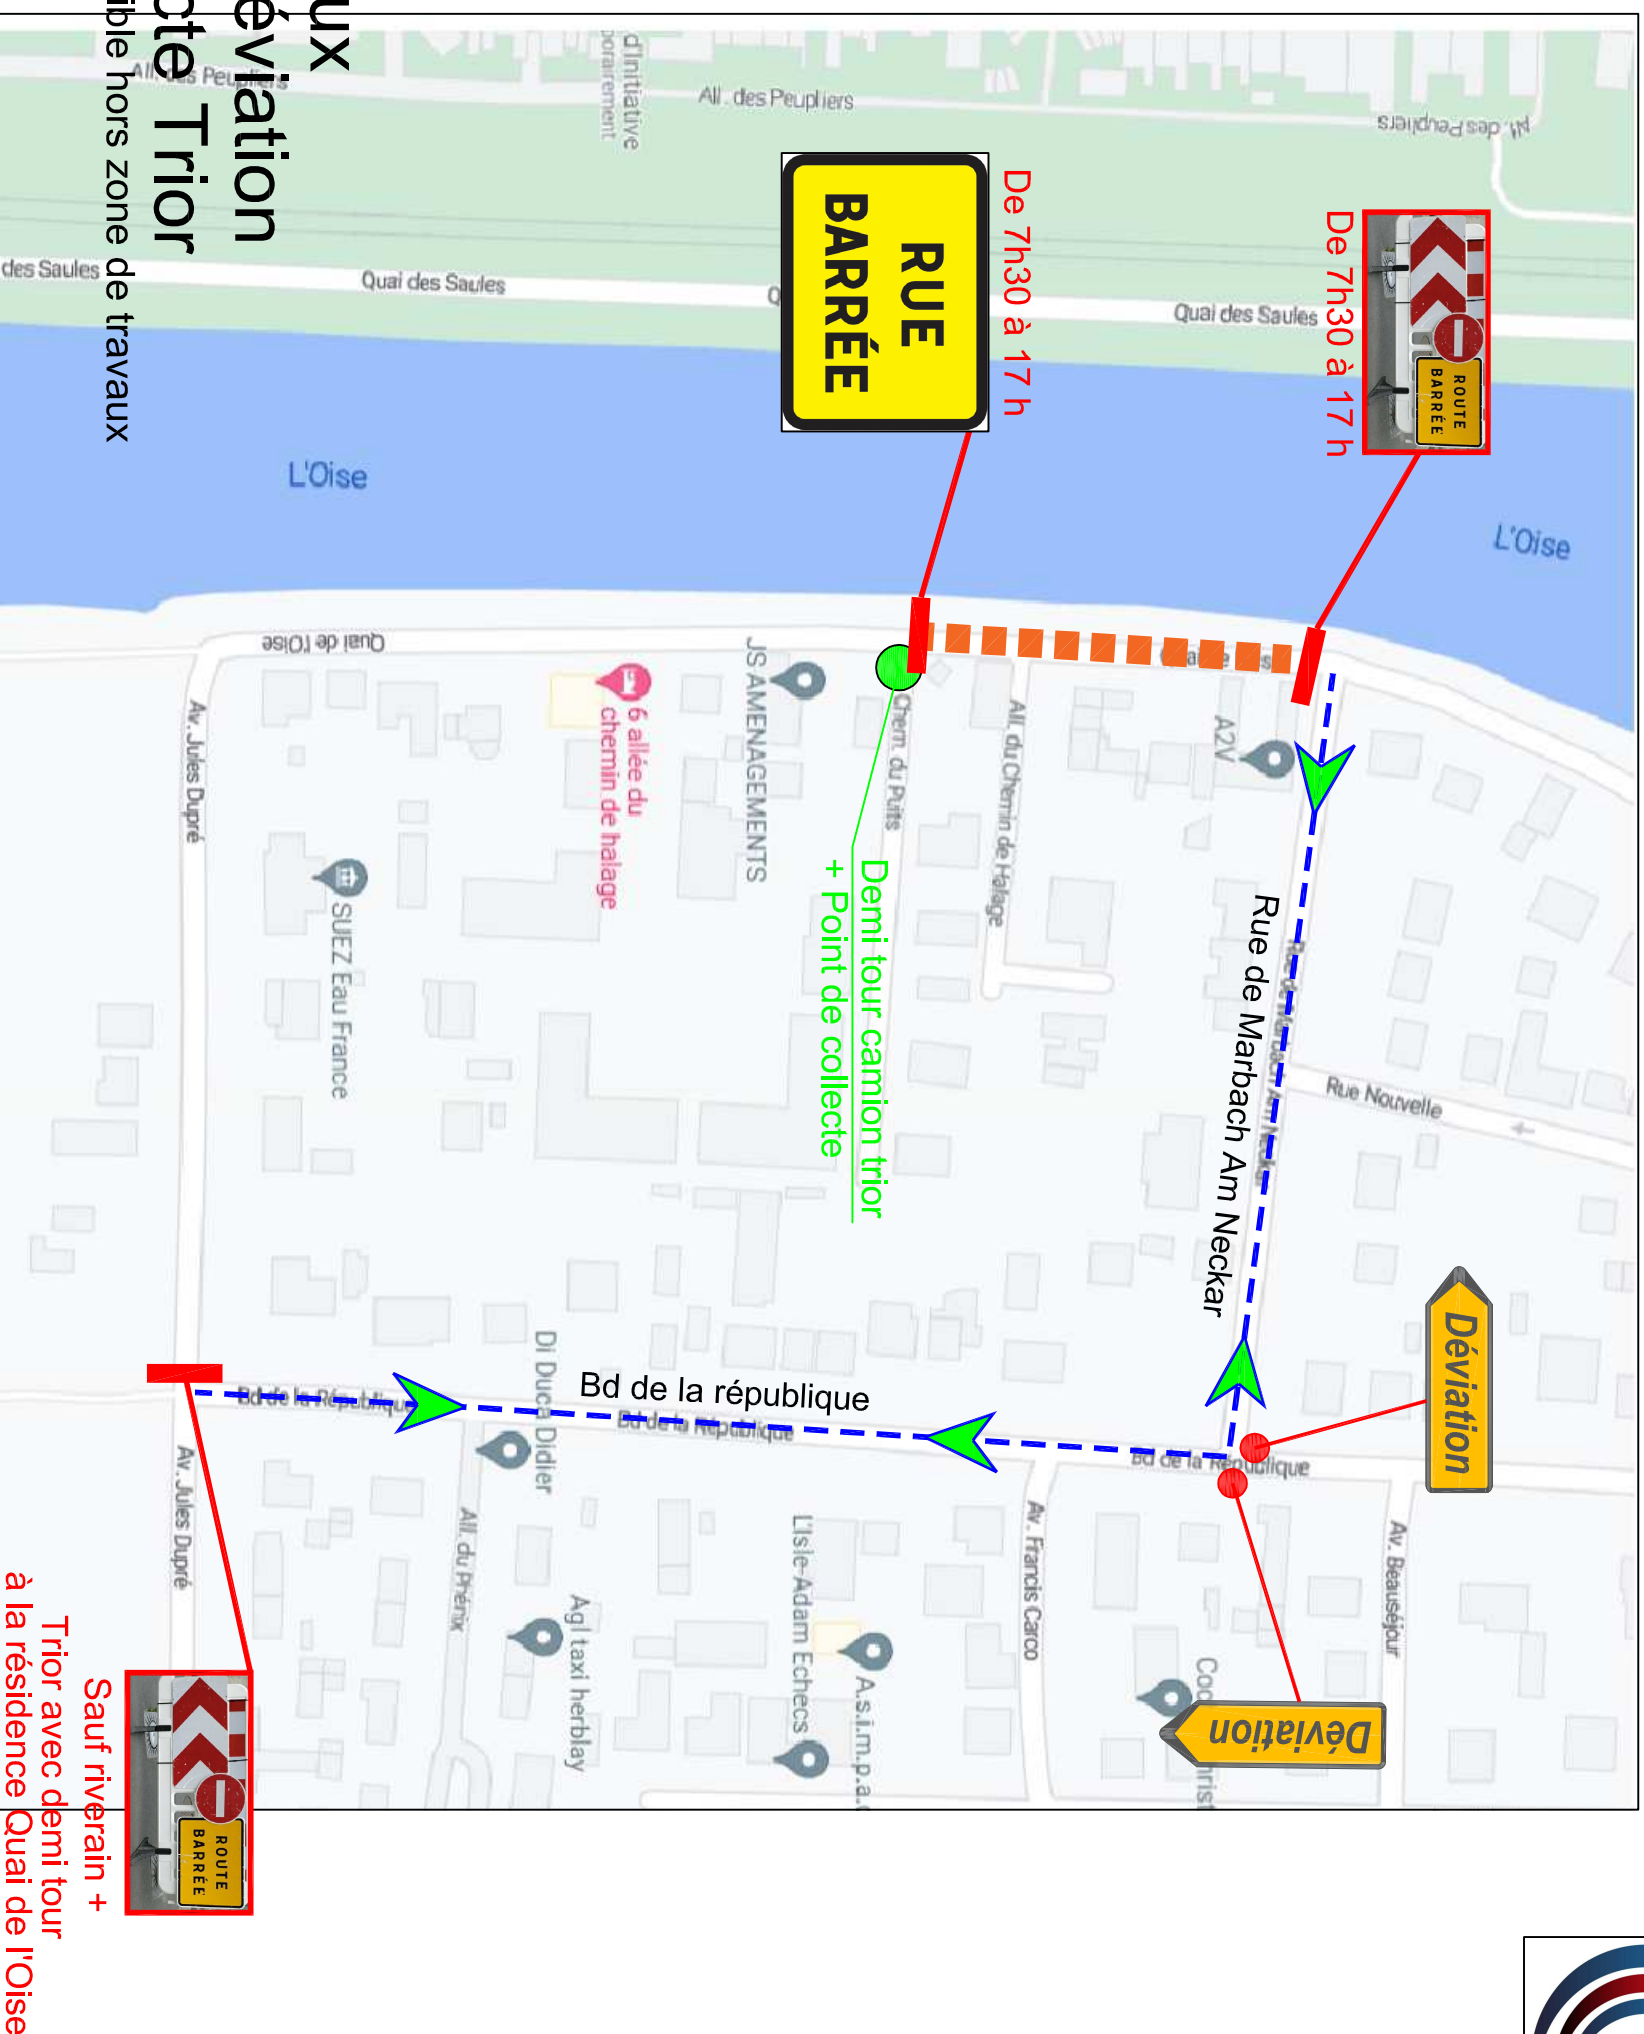 ux
éviation
cte Trior
ible hors zone de travaux
All. des Peupliers
d'Initiative
porairement
All. des Peupliers
All. des Peupliers
des Saules
Quai des Saules
Quai des Saules
RUE
BARRÉE
De 7h30 à 17 h
ROUTE
BARRÉE
De 7h30 à 17 h
L'Oise
L'Oise
Quai de l'Oise
Av. Jules Dupré
6 allée du
chemin de halage
JS AMENAGEMENTS
Chem. du Puits
All. du Chemin de Halage
A2V
SUEZ Eau France
Demi tour camion trior
+ Point de collecte
Rue de Marbach Am Neckar
Rue de Marbach Am Neckar
Rue Nouvelle
Bd de la République
Bd de la république
Bd de la République
Bd de la République
Di Duca Didier
Déviation
Déviation
Av. Jules Dupré
All. du Phénix
Agl taxi herblay
L'Isle-Adam Echecs
A.s.i.m.p.a.
Av. Francis Carco
Av. Beauséjour
ROUTE
BARRÉE
Sauf riverain +
Trior avec demi tour
à la résidence Quai de l'Oise